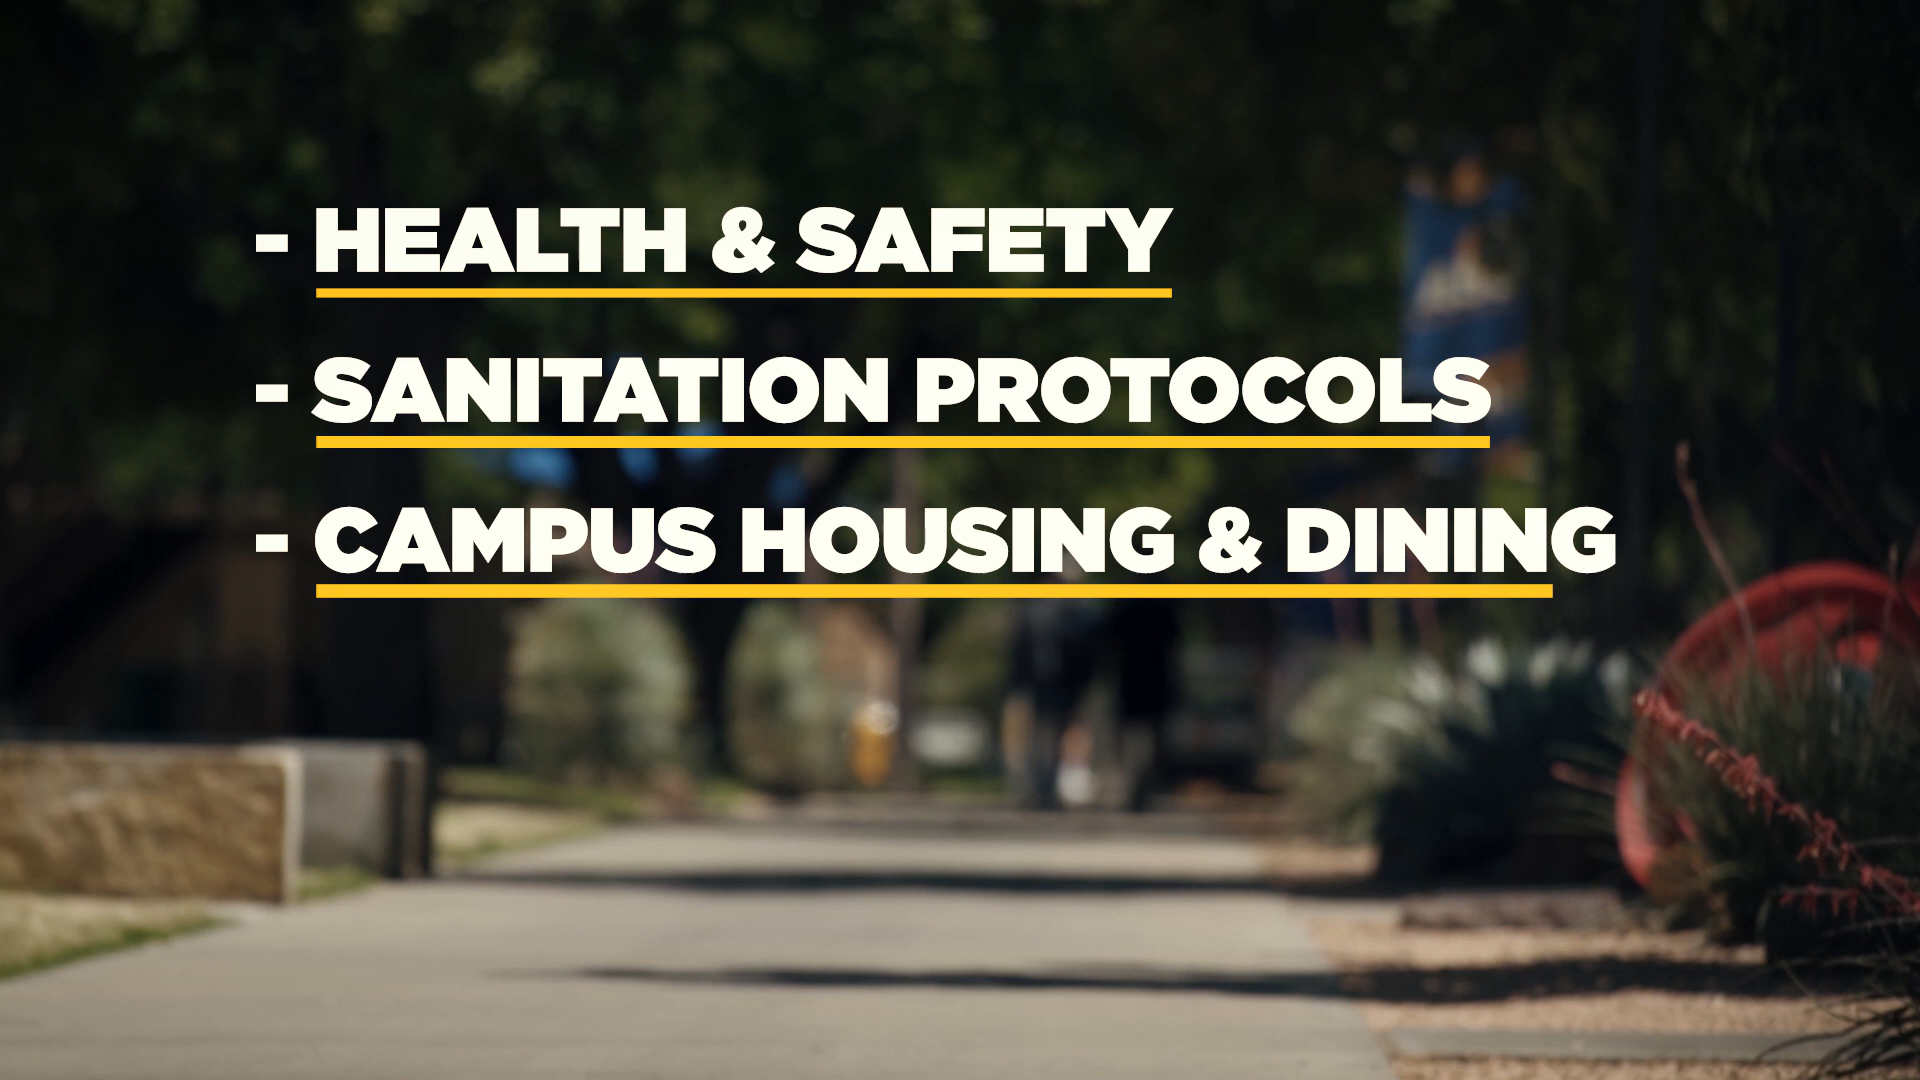 - HEALTH & SAFETY
- SANITATION PROTOCOLS
- CAMPUS HOUSING & DINING